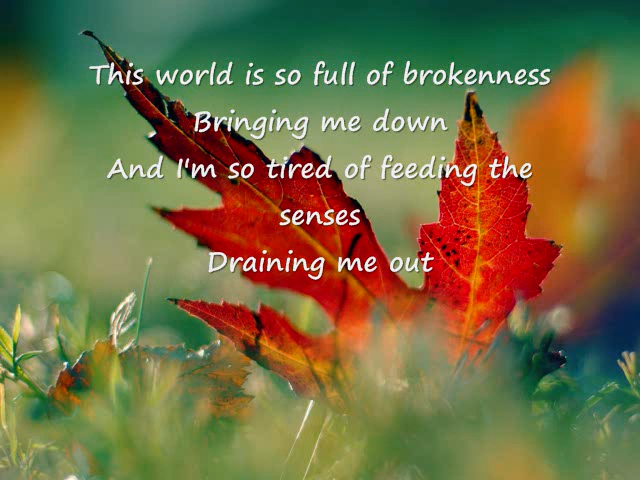 This world is so full of brokenness
Bringing me down
And I'm so tired of feeding the
senses
Draining me out